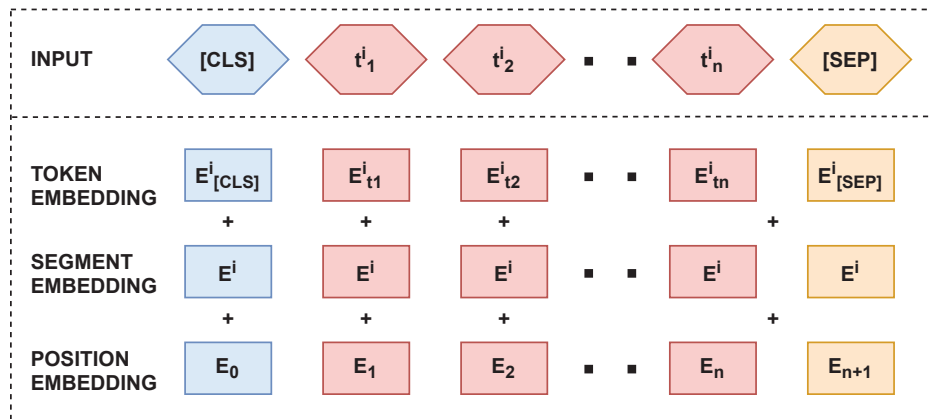 INPUT [CLS] t^i_1 t^i_2 . . t^i_n [SEP]
TOKEN E^i_[CLS] E^i_t1 E^i_t2 . . E^i_tn E^i_[SEP]
EMBEDDING
+ + + +
SEGMENT E^i E^i E^i . . E^i E^i
EMBEDDING
+ + + +
POSITION E_0 E_1 E_2 . . E_n E_n+1
EMBEDDING